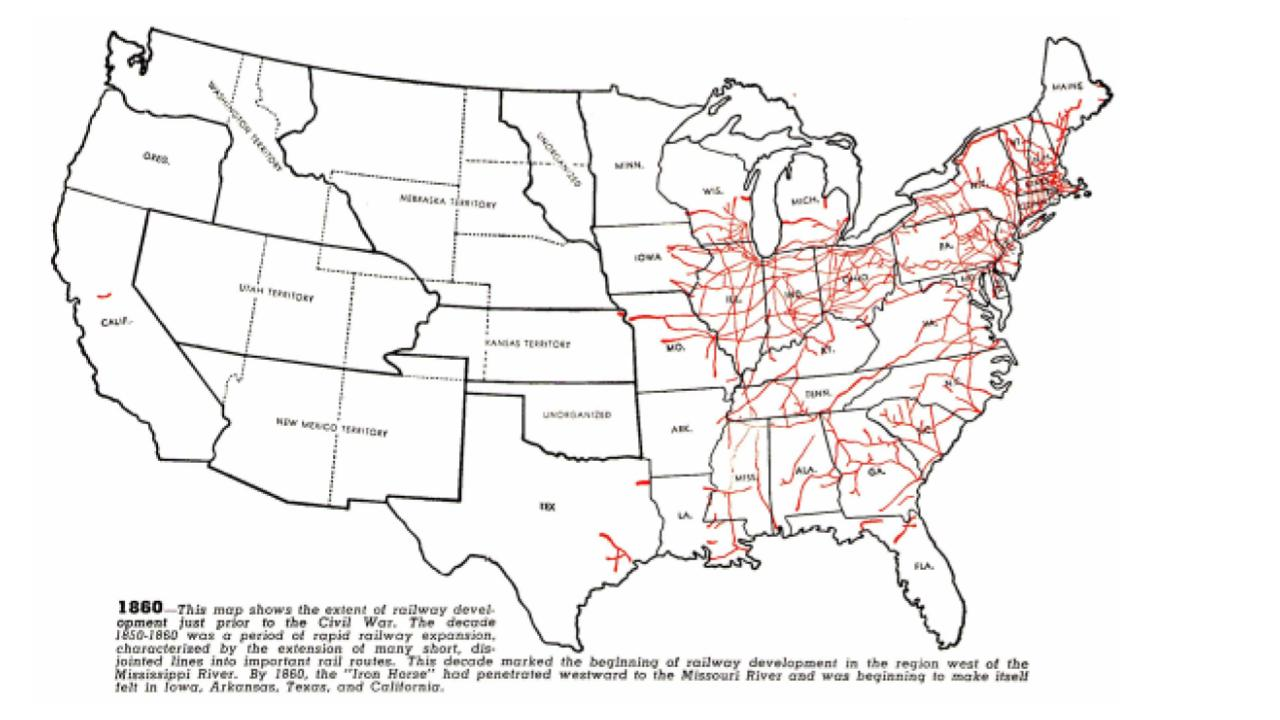 MAINE
WASHINGTON TERRITORY
OREG.
UNORGANIZED
MINN.
VT.
N.H.
WIS.
MICH.
N.Y.
NEBRASKA TERRITORY
IOWA
PA.
UTAH TERRITORY
ILL.
IND.
OHIO
MD.
CALIF.
VA.
KANSAS TERRITORY
MO.
KY.
N.C.
TENN.
UNORGANIZED
NEW MEXICO TERRITORY
ARK.
S.C.
MISS.
ALA.
GA.
TEX
LA.
FLA.
1860—This map shows the extent of railway devel-
opment just prior to the Civil War. The decade
1850-1860 was a period of rapid railway expansion,
characterized by the extension of many short, dis-
jointed lines into important rail routes. This decade marked the beginning of railway development in the region west of the
Mississippi River. By 1860, the "Iron Horse" had penetrated westward to the Missouri River and was beginning to make itself
felt in Iowa, Arkansas, Texas, and California.